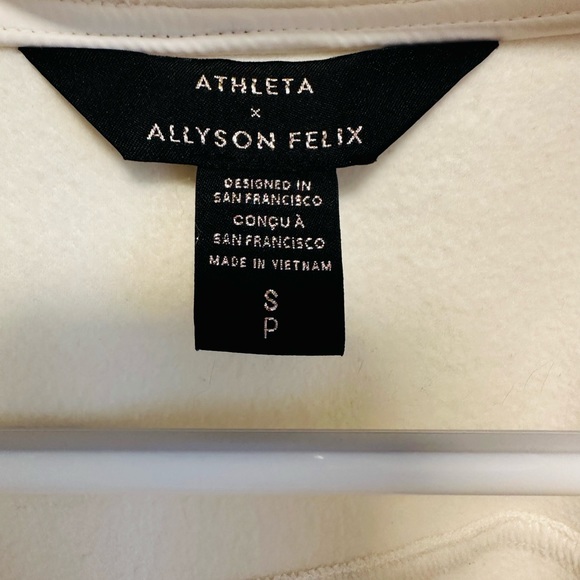 ATHLETA
×
ALLYSON FELIX
DESIGNED IN
SAN FRANCISCO
CONÇU À
SAN FRANCISCO
MADE IN VIETNAM
S
P